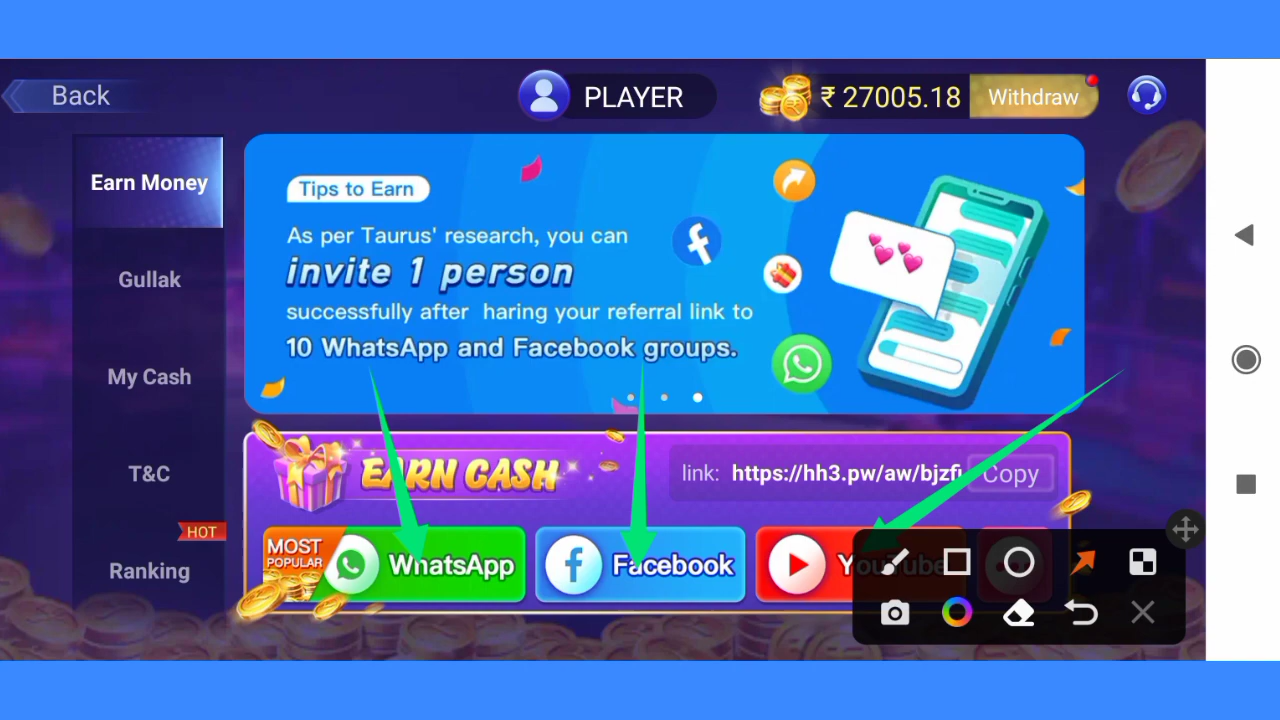 Back
PLAYER
₹ 27005.18
Withdraw
Earn Money
Gullak
My Cash
T&C
HOT
Ranking
Tips to Earn
As per Taurus' research, you can
invite 1 person
successfully after haring your referral link to
10 WhatsApp and Facebook groups.
EARN CASH
link: https://hh3.pw/aw/bjzf
Copy
MOST
POPULAR
WhatsApp
Facebook
YouTube